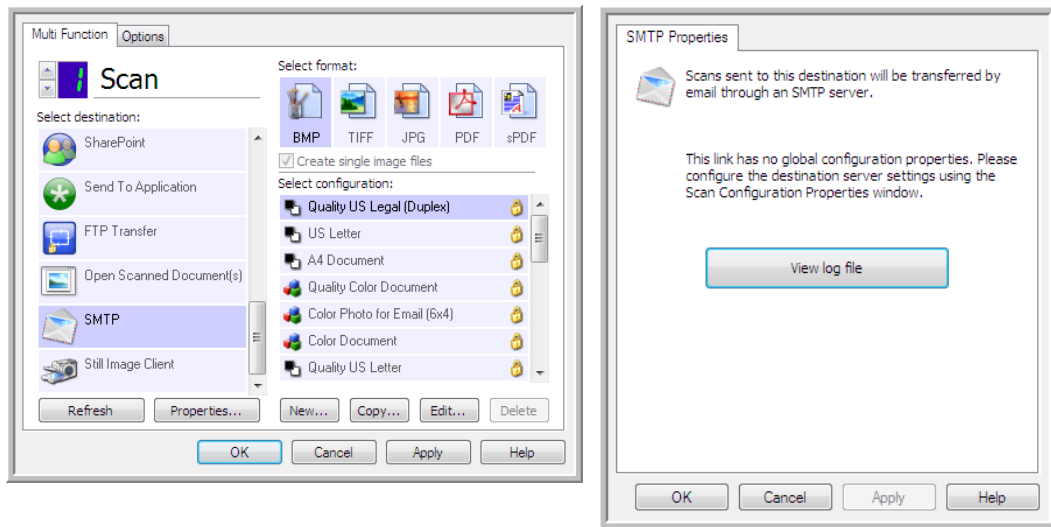 Multi Function
Options
1
Scan
Select destination:
SharePoint
Send To Application
FTP Transfer
Open Scanned Document(s)
SMTP
Still Image Client
Refresh
Properties...
Select format:
BMP
TIFF
JPG
PDF
sPDF
Create single image files
Select configuration:
Quality US Legal (Duplex)
US Letter
A4 Document
Quality Color Document
Color Photo for Email (6x4)
Color Document
Quality US Letter
New...
Copy...
Edit...
Delete
OK
Cancel
Apply
Help
SMTP Properties
Scans sent to this destination will be transferred by
email through an SMTP server.
This link has no global configuration properties. Please
configure the destination server settings using the
Scan Configuration Properties window.
View log file
OK
Cancel
Apply
Help